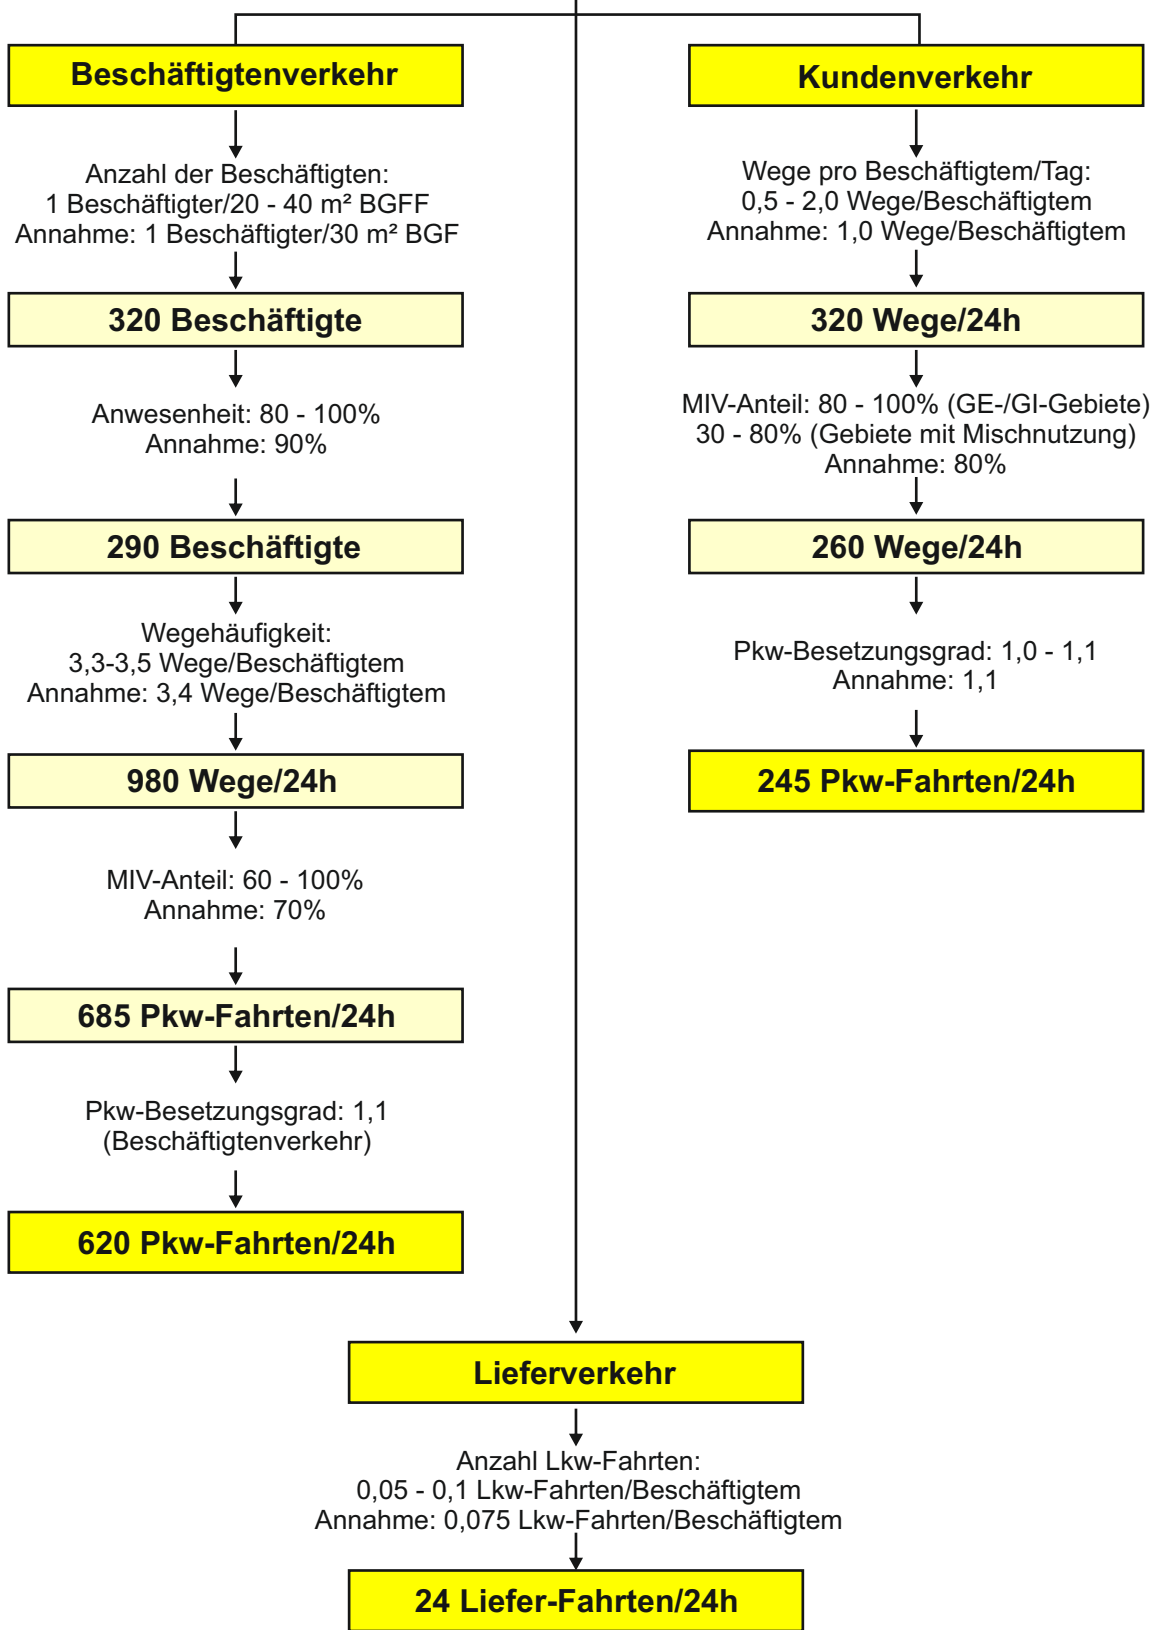 Beschäftigtenverkehr
Anzahl der Beschäftigten:
1 Beschäftigter/20 - 40 m² BGFF
Annahme: 1 Beschäftigter/30 m² BGF
320 Beschäftigte
Anwesenheit: 80 - 100%
Annahme: 90%
290 Beschäftigte
Wegehäufigkeit:
3,3-3,5 Wege/Beschäftigtem
Annahme: 3,4 Wege/Beschäftigtem
980 Wege/24h
MIV-Anteil: 60 - 100%
Annahme: 70%
685 Pkw-Fahrten/24h
Pkw-Besetzungsgrad: 1,1
(Beschäftigtenverkehr)
620 Pkw-Fahrten/24h
Kundenverkehr
Wege pro Beschäftigtem/Tag:
0,5 - 2,0 Wege/Beschäftigtem
Annahme: 1,0 Wege/Beschäftigtem
320 Wege/24h
MIV-Anteil: 80 - 100% (GE-/GI-Gebiete)
30 - 80% (Gebiete mit Mischnutzung)
Annahme: 80%
260 Wege/24h
Pkw-Besetzungsgrad: 1,0 - 1,1
Annahme: 1,1
245 Pkw-Fahrten/24h
Lieferverkehr
Anzahl Lkw-Fahrten:
0,05 - 0,1 Lkw-Fahrten/Beschäftigtem
Annahme: 0,075 Lkw-Fahrten/Beschäftigtem
24 Liefer-Fahrten/24h